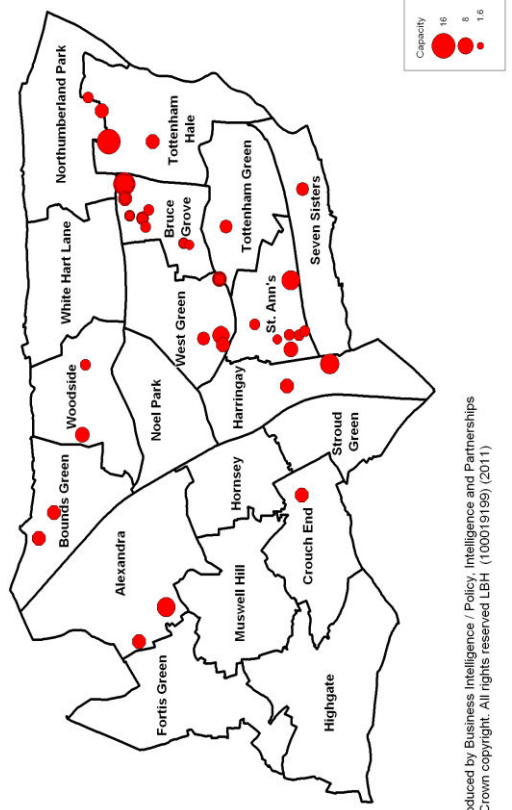 Northumberland Park
Tottenham
Hale
White Hart Lane
Bruce
Grove
Tottenham Green
Seven Sisters
Woodside
West Green
St. Ann's
Noel Park
Harringay
Bounds Green
Stroud
Green
Hornsey
Alexandra
Crouch End
Muswell Hill
Fortis Green
Highgate
Capacity
16
8
1.6
oduced by Business Intelligence / Policy, Intelligence and Partnerships
Crown copyright. All rights reserved LBH (100019199) (2011)